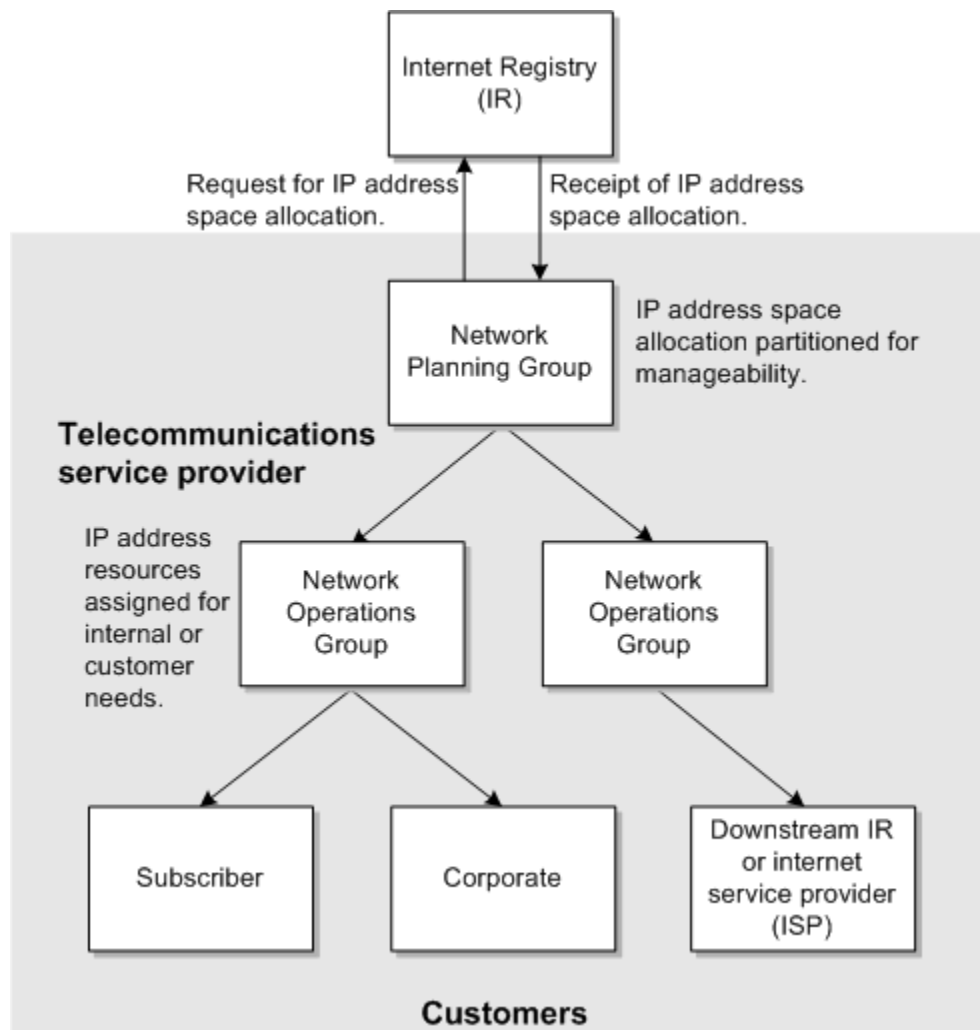 Internet Registry
(IR)
Request for IP address
space allocation.
Receipt of IP address
space allocation.
Network
Planning Group
IP address space
allocation partitioned for
manageability.
Telecommunications
service provider
IP address
resources
assigned for
internal or
customer
needs.
Network
Operations
Group
Network
Operations
Group
Subscriber
Corporate
Downstream IR
or internet
service provider
(ISP)
Customers